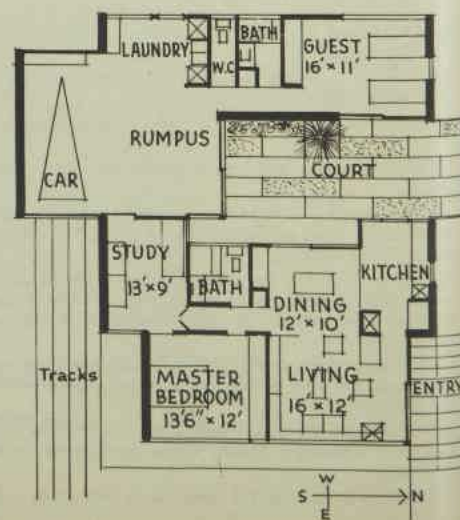 LAUNDRY
W.C
BATH
GUEST
16' × 11'
RUMPUS
CAR
COURT
STUDY
13' × 9'
BATH
KITCHEN
DINING
12' × 10'
Tracks
MASTER
BEDROOM
13'6" × 12'
LIVING
16' × 12'
ENTRY
W
S
N
E